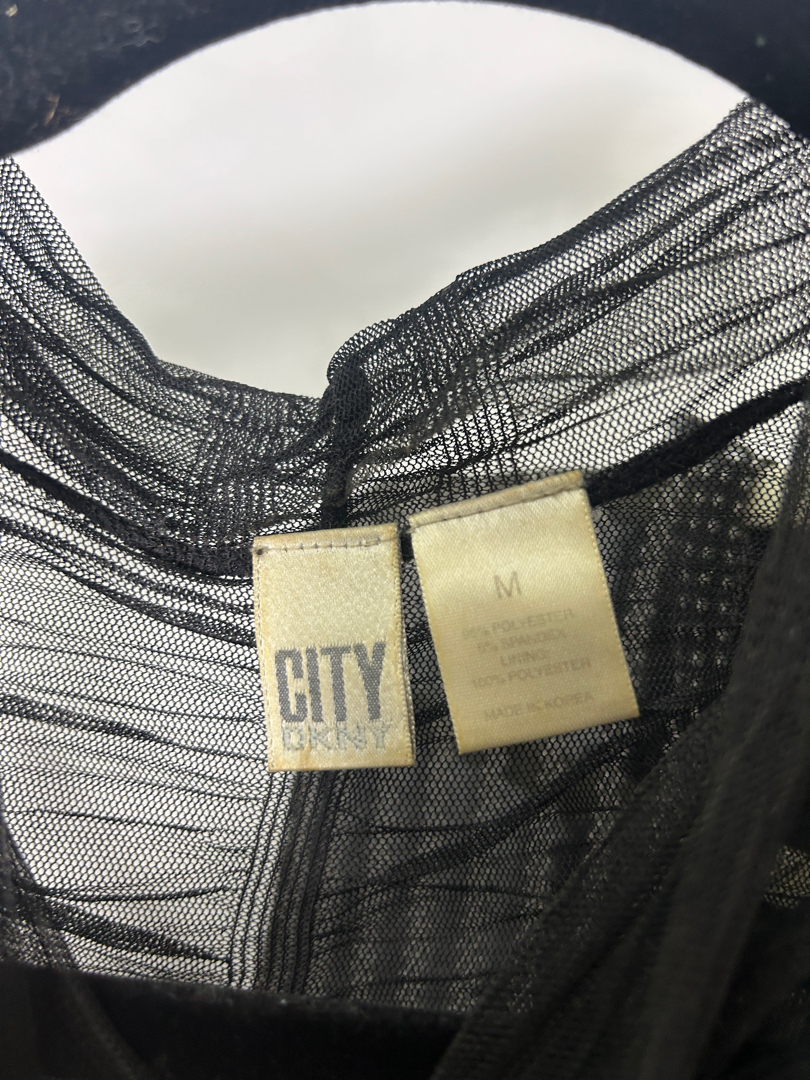 CITY
DKNY
M
95% POLYESTER
5% SPANDEX
LINING:
100% POLYESTER
MADE IN KOREA